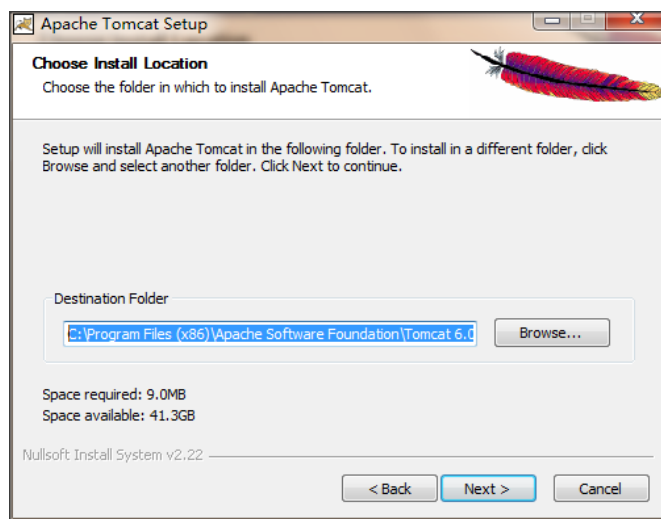 Apache Tomcat Setup
Choose Install Location
Choose the folder in which to install Apache Tomcat.
Setup will install Apache Tomcat in the following folder. To install in a different folder, click
Browse and select another folder. Click Next to continue.
Destination Folder
C:\Program Files (x86)\Apache Software Foundation\Tomcat 6.0
Browse...
Space required: 9.0MB
Space available: 41.3GB
Nullsoft Install System v2.22
< Back
Next >
Cancel